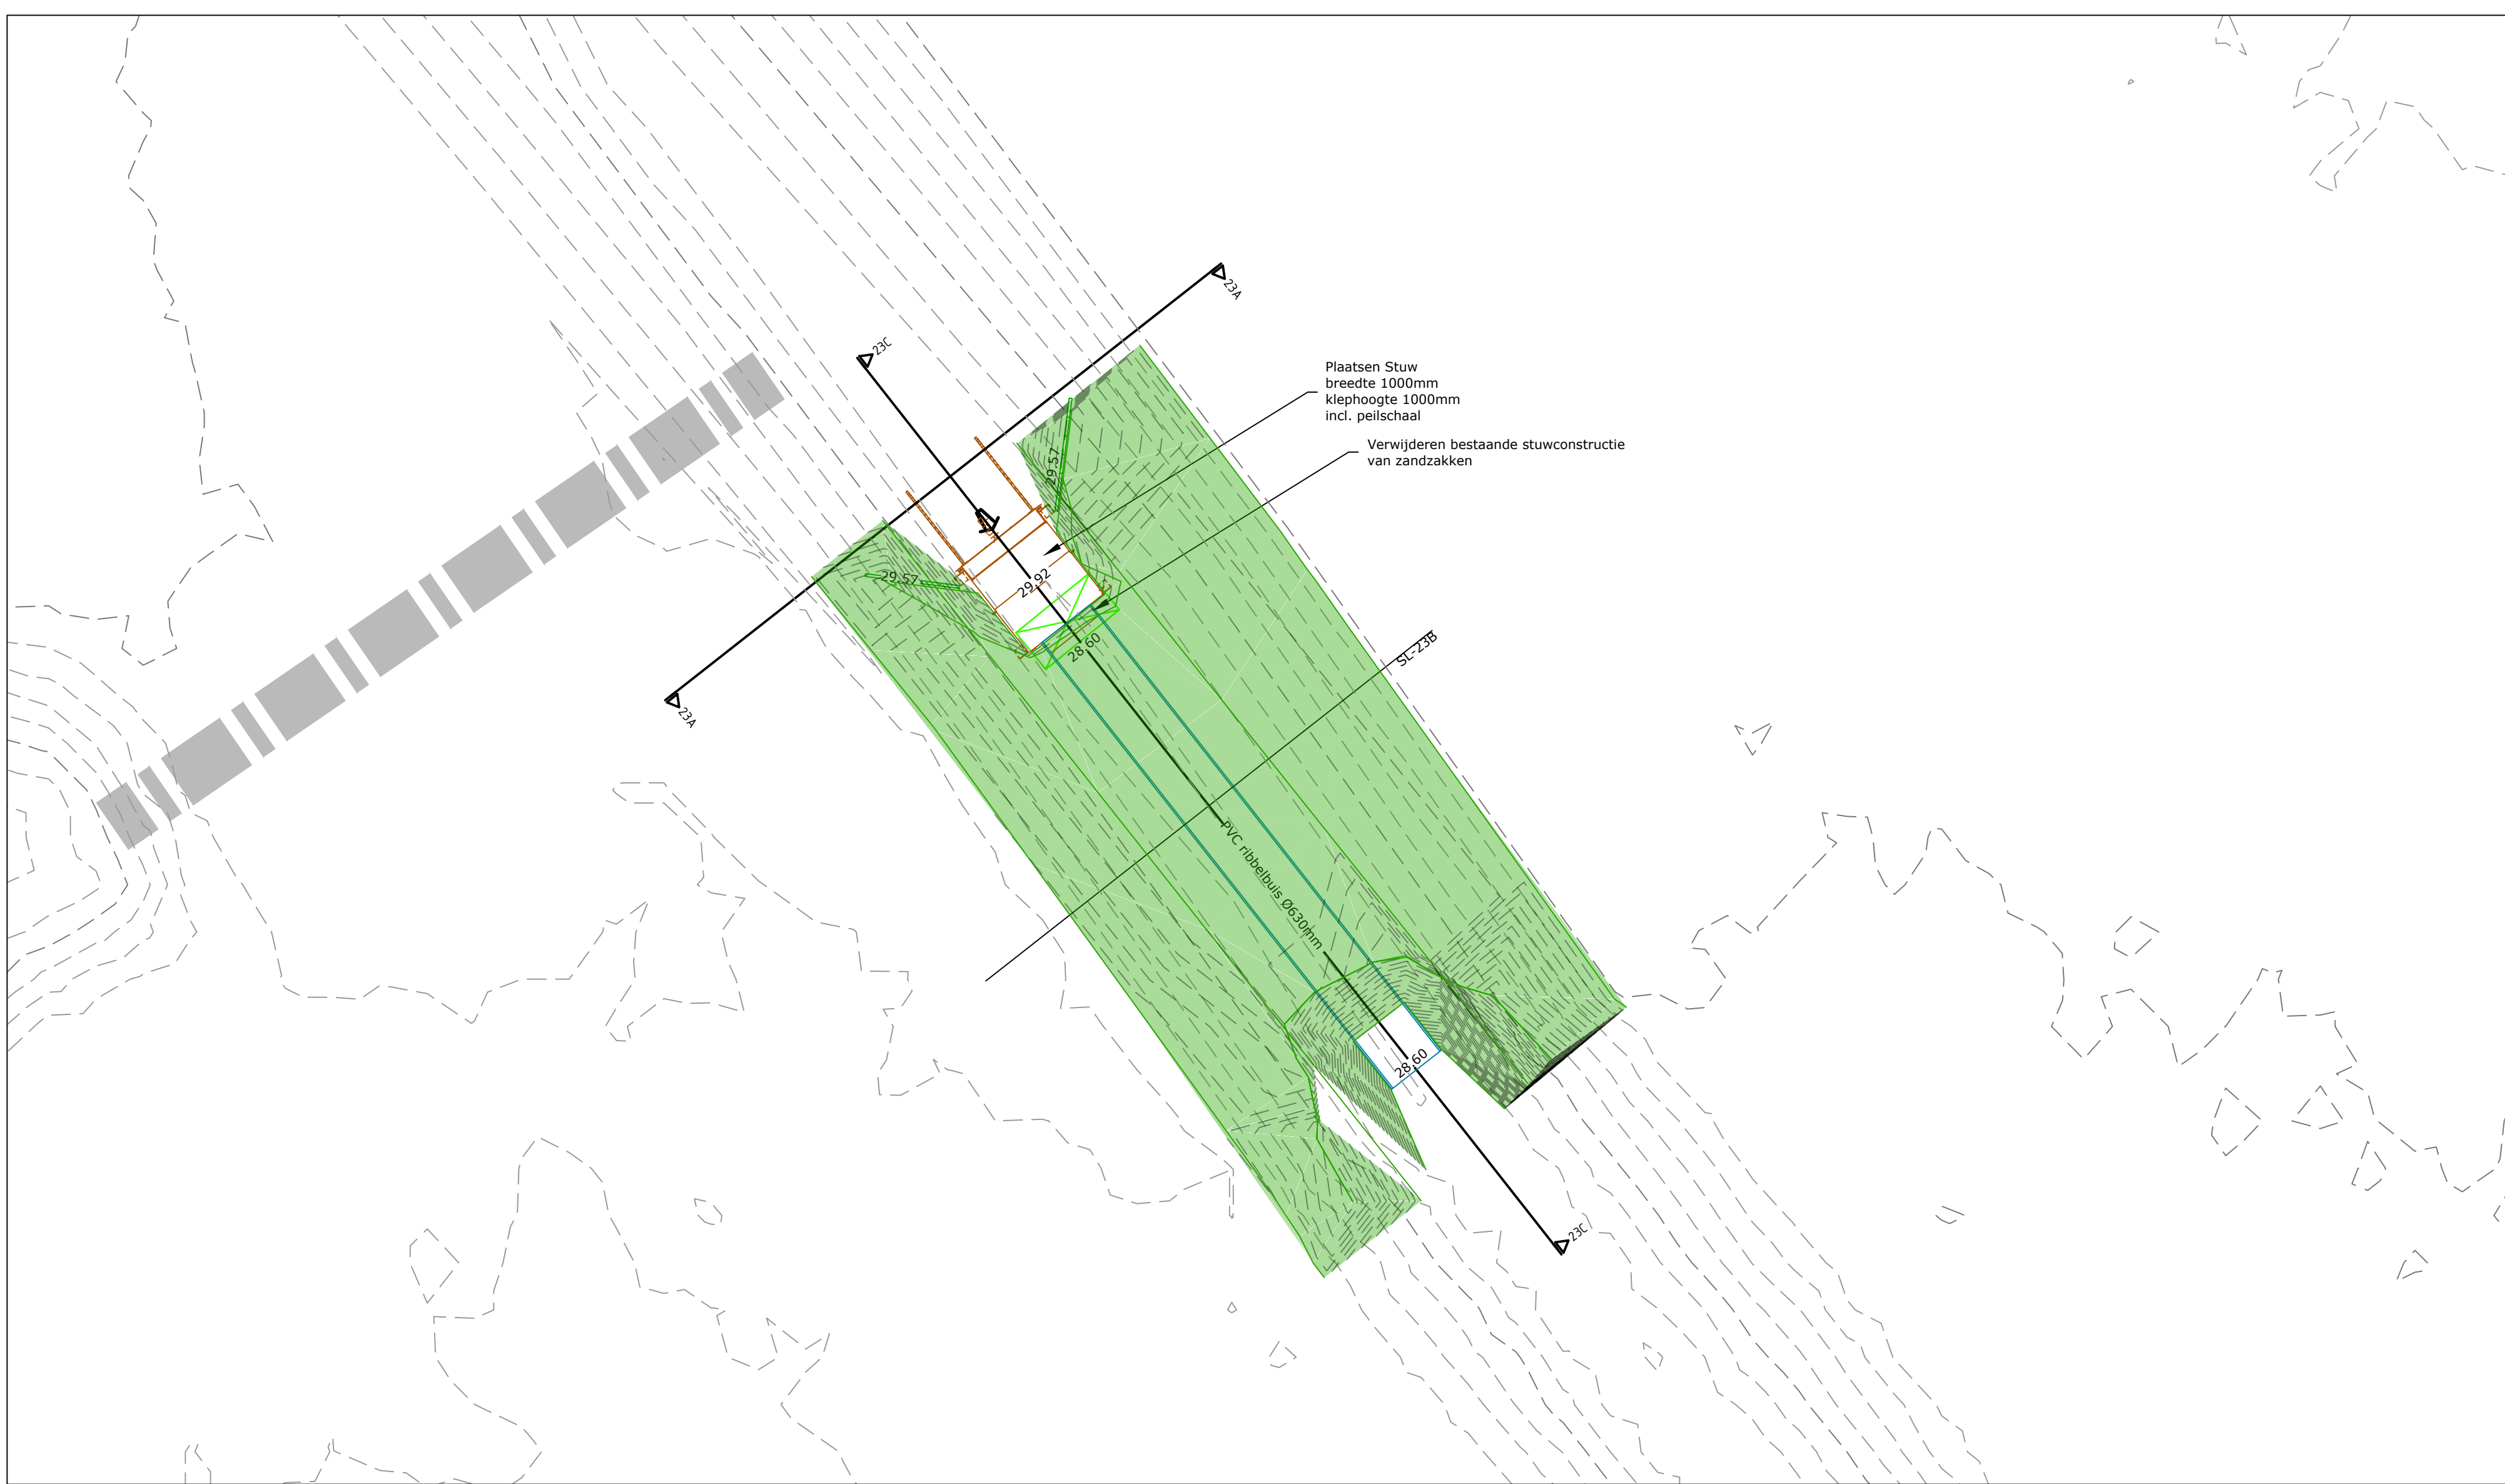 23A
23C
Plaatsen Stuw
breedte 1000mm
klephoogte 1000mm
incl. peilschaal
Verwijderen bestaande stuwconstructie
van zandzakken
29.57
29.57
29.92
28.60
SL-23B
23A
PVC ribbelbuis Ø630mm
28.60
23C